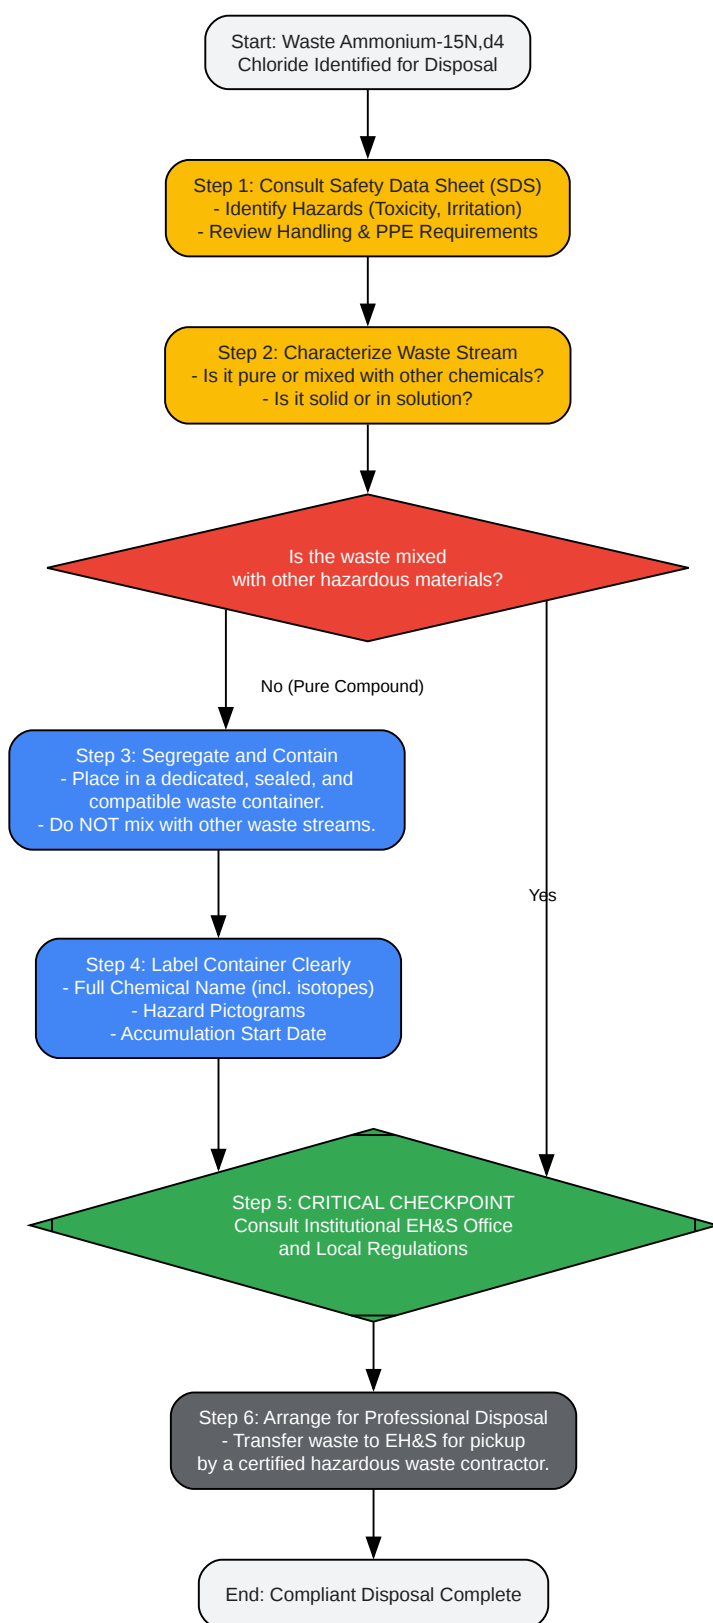 Start: Waste Ammonium-15N,d4
Chloride Identified for Disposal
Step 1: Consult Safety Data Sheet (SDS)
- Identify Hazards (Toxicity, Irritation)
- Review Handling & PPE Requirements
Step 2: Characterize Waste Stream
- Is it pure or mixed with other chemicals?
- Is it solid or in solution?
Is the waste mixed
with other hazardous materials?
No (Pure Compound)
Step 3: Segregate and Contain
- Place in a dedicated, sealed, and
compatible waste container.
- Do NOT mix with other waste streams.
Yes
Step 4: Label Container Clearly
- Full Chemical Name (incl. isotopes)
- Hazard Pictograms
- Accumulation Start Date
Step 5: CRITICAL CHECKPOINT
Consult Institutional EH&S Office
and Local Regulations
Step 6: Arrange for Professional Disposal
- Transfer waste to EH&S for pickup
by a certified hazardous waste contractor.
End: Compliant Disposal Complete